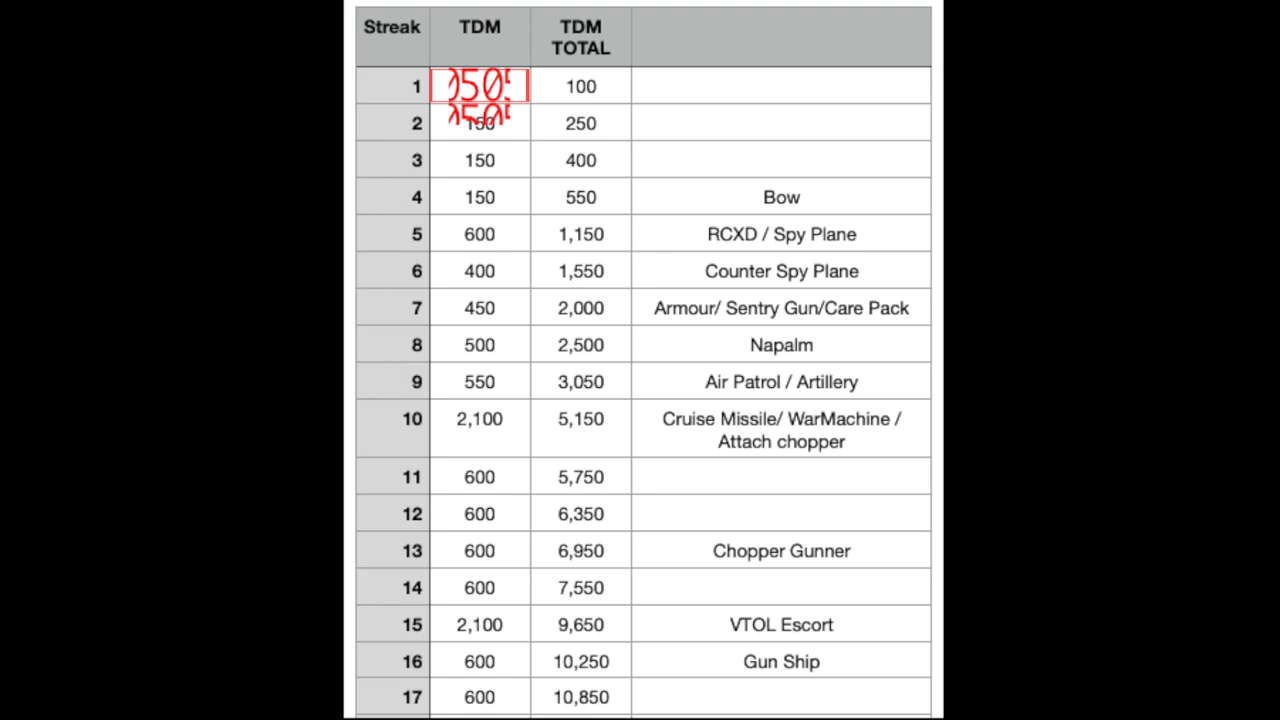 Streak TDM TDM TOTAL
1 100
2 150 250
3 150 400
4 150 550 Bow
5 600 1,150 RCXD / Spy Plane
6 400 1,550 Counter Spy Plane
7 450 2,000 Armour/ Sentry Gun/Care Pack
8 500 2,500 Napalm
9 550 3,050 Air Patrol / Artillery
10 2,100 5,150 Cruise Missile/ WarMachine /
Attach chopper
11 600 5,750
12 600 6,350
13 600 6,950 Chopper Gunner
14 600 7,550
15 2,100 9,650 VTOL Escort
16 600 10,250 Gun Ship
17 600 10,850